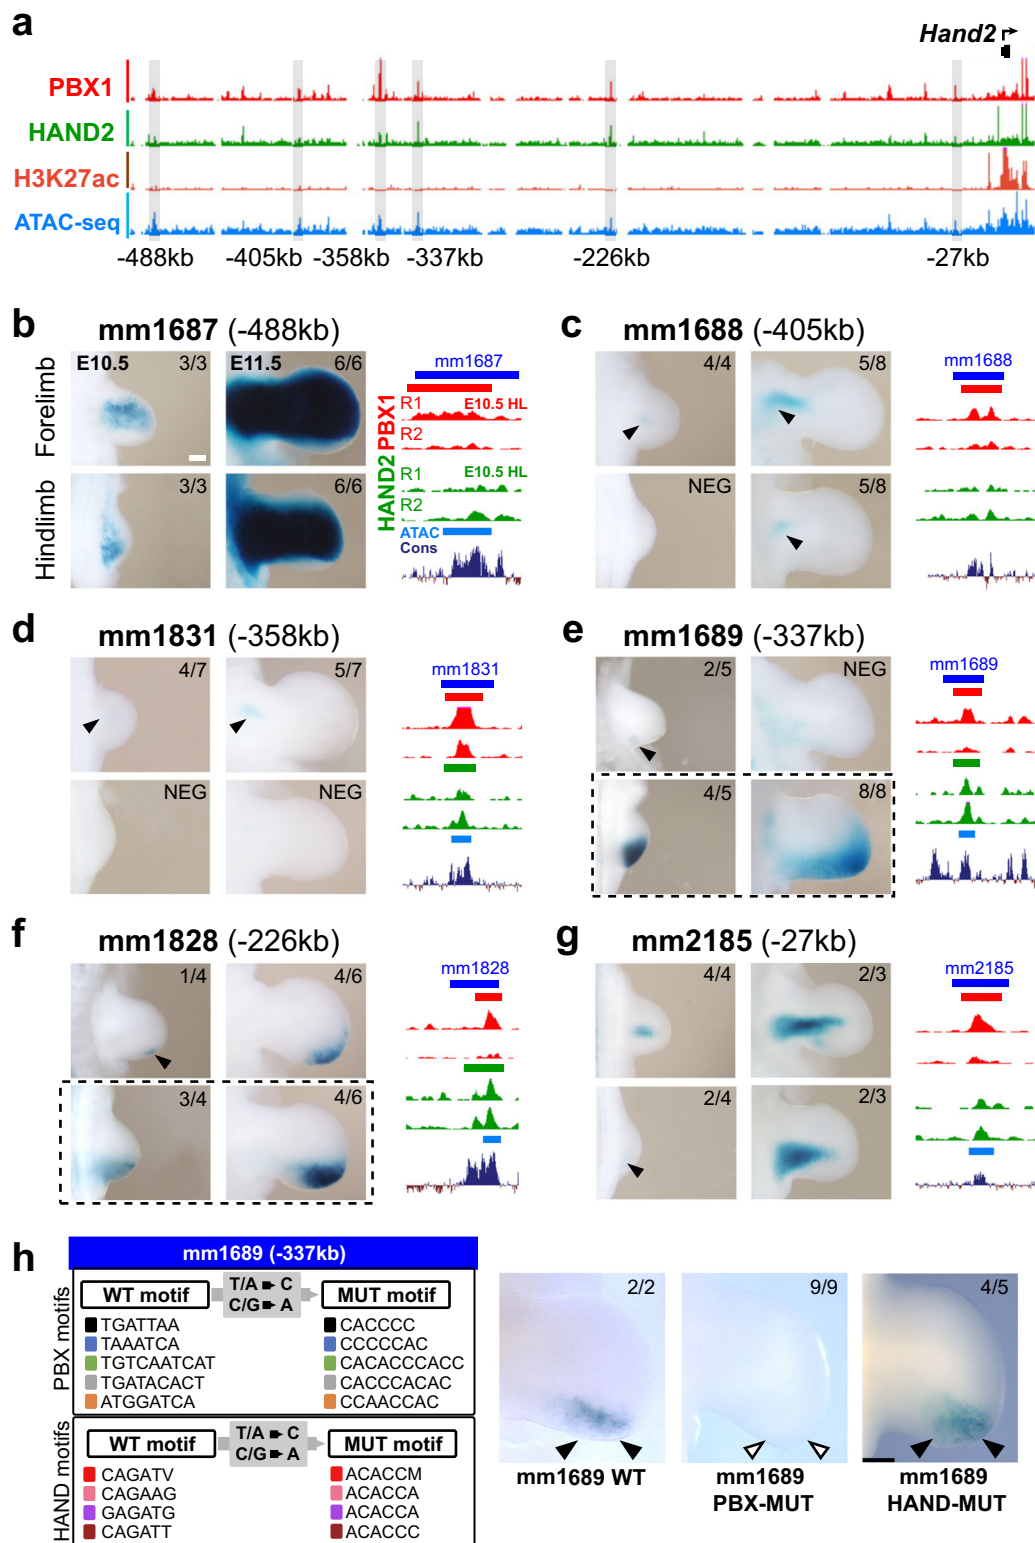 a
Hand2
PBX1
HAND2
H3K27ac
ATAC-seq
-488kb
-405kb
-358kb
-337kb
-226kb
-27kb
b
mm1687 (-488kb)
Forelimb
Hindlimb
E10.5
3/3
E11.5
6/6
3/3
6/6
mm1687
PBX1
R1
E10.5 HL
R2
HAND2
R1
E10.5 HL
R2
ATAC
Cons
c
mm1688 (-405kb)
4/4
5/8
NEG
5/8
mm1688
d
mm1831 (-358kb)
4/7
5/7
NEG
NEG
mm1831
e
mm1689 (-337kb)
2/5
NEG
4/5
8/8
mm1689
f
mm1828 (-226kb)
1/4
4/6
3/4
4/6
mm1828
g
mm2185 (-27kb)
4/4
2/3
2/4
2/3
mm2185
h
mm1689 (-337kb)
PBX motifs
WT motif
T/A C
C/G A
MUT motif
TGATTAA
CACCCC
TAAATCA
CCCCCAC
TGTCAATCAT
CACACCCACC
TGATACACT
CACCCACAC
ATGGATCA
CCAACCAC
HAND motifs
WT motif
T/A C
C/G A
MUT motif
CAGATV
ACACCM
CAGAAG
ACACCA
GAGATG
ACACCA
CAGATT
ACACCC
2/2
mm1689 WT
9/9
mm1689
PBX-MUT
4/5
mm1689
HAND-MUT